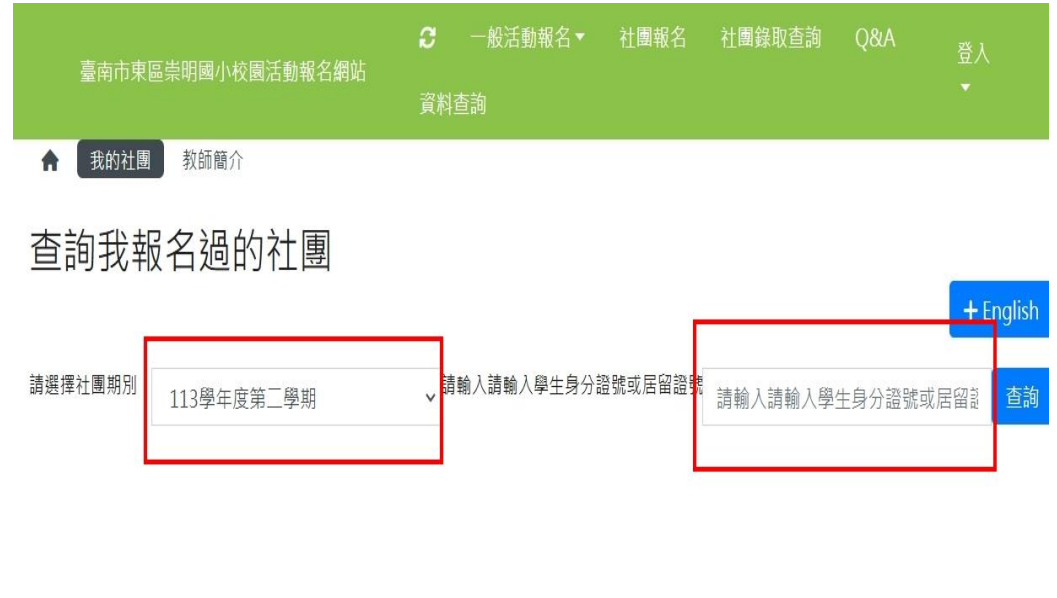 臺南市東區崇明國小校園活動報名網站
一般活動報名
社團報名
社團錄取查詢
Q&A
登入
資料查詢
我的社團
教師簡介
查詢我報名過的社團
+ English
請選擇社團期別
113學年度第二學期
請輸入請輸入學生身分證號或居留證號
請輸入請輸入學生身分證號或居留
查詢